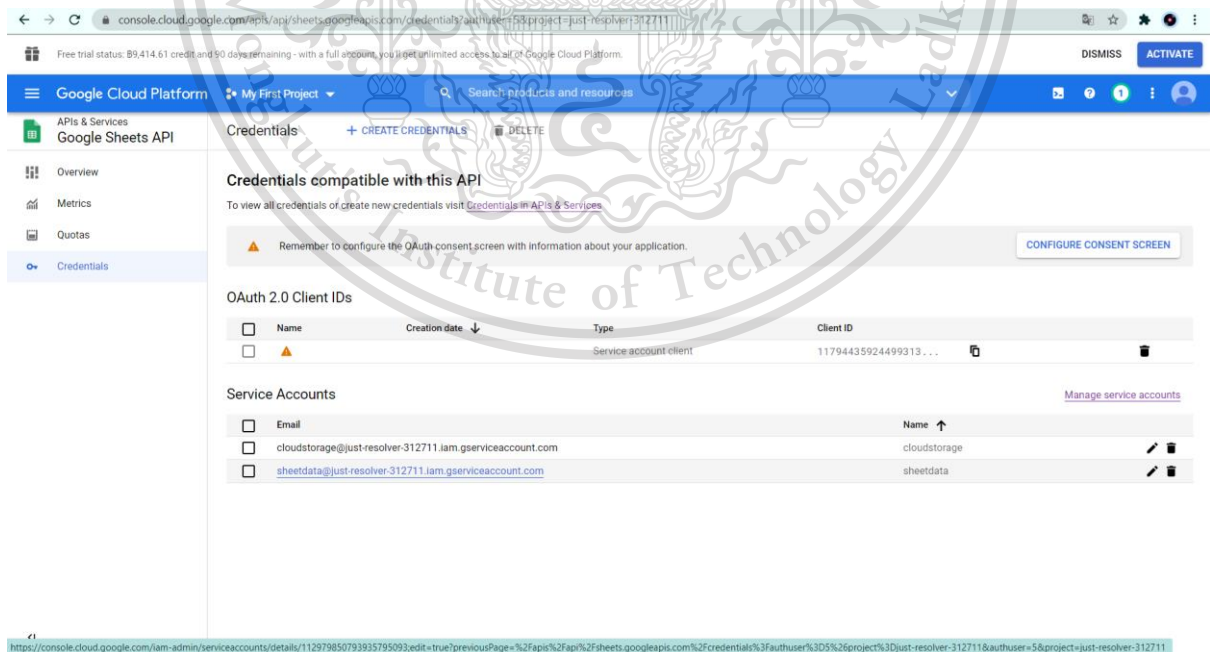 console.cloud.google.com/apis/api/sheets.googleapis.com/credentials?authuser=5&project=just-resolver-312711
Free trial status: ฿9,414.61 credit and 90 days remaining - with a full account, you'll get unlimited access to all of Google Cloud Platform.
DISMISS
ACTIVATE
Google Cloud Platform
My First Project
Search products and resources
1
APIs & Services
Google Sheets API
Credentials
+ CREATE CREDENTIALS
DELETE
Overview
Metrics
Quotas
Credentials
Credentials compatible with this API
To view all credentials or create new credentials visit Credentials in APIs & Services
Remember to configure the OAuth consent screen with information about your application.
CONFIGURE CONSENT SCREEN
OAuth 2.0 Client IDs
Name Creation date Type Client ID
Service account client 11794435924499313...
Service Accounts
Manage service accounts
Email Name
cloudstorage@just-resolver-312711.iam.gserviceaccount.com cloudstorage
sheetdata@just-resolver-312711.iam.gserviceaccount.com sheetdata
https://console.cloud.google.com/iam-admin/serviceaccounts/details/112979850793935795093;edit=true?previousPage=%2Fapis%2Fapi%2Fsheets.googleapis.com%2Fcredentials%3Fauthuser%3D5%26project%3Djust-resolver-312711&authuser=5&project=just-resolver-312711
Institute of Technology